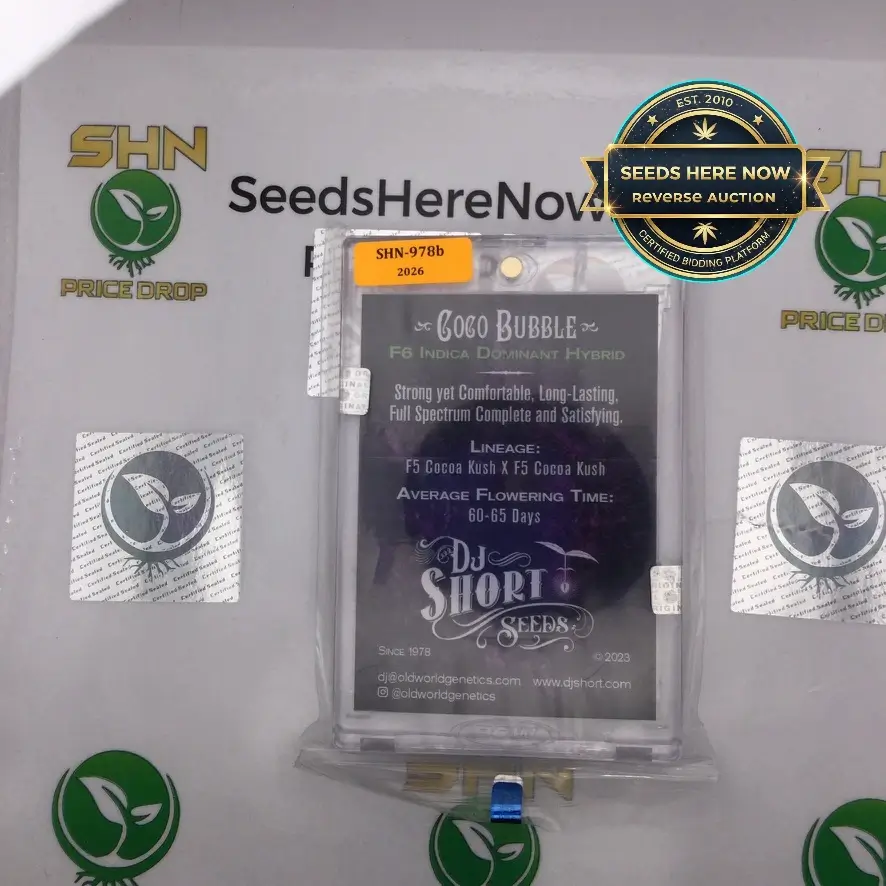 EST. 2010
SEEDS HERE NOW
REVERSE AUCTION
CERTIFIED BIDDING PLATFORM
SHN
PRICE DROP
SeedsHereNow
SHN-978b
2026
COCO BUBBLE
F6 INDICA DOMINANT HYBRID
Strong yet Comfortable, Long-Lasting,
Full Spectrum Complete and Satisfying.
LINEAGE:
F5 Cocoa Kush X F5 Cocoa Kush
AVERAGE FLOWERING TIME:
60-65 Days
DJ
SHORT
SEEDS
SINCE 1978
© 2023
dj@oldworldgenetics.com www.djshort.com
@oldworldgenetics
Certified Sealed
SHN